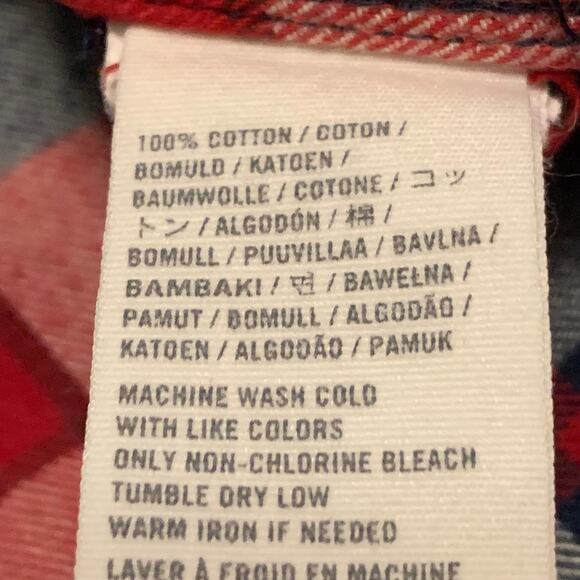 100% COTTON / COTON /
BOMULD / KATOEN /
BAUMWOLLE / COTONE / コッ
トン / ALGODÓN / 棉 /
BOMULL / PUUVILLAA / BAVLNA /
BAMBAKI / 면 / BAWEŁNA /
PAMUT / BOMULL / ALGODÃO /
KATOEN / ALGODÃO / PAMUK
MACHINE WASH COLD
WITH LIKE COLORS
ONLY NON-CHLORINE BLEACH
TUMBLE DRY LOW
WARM IRON IF NEEDED
LAVER À FROID EN MACHINE